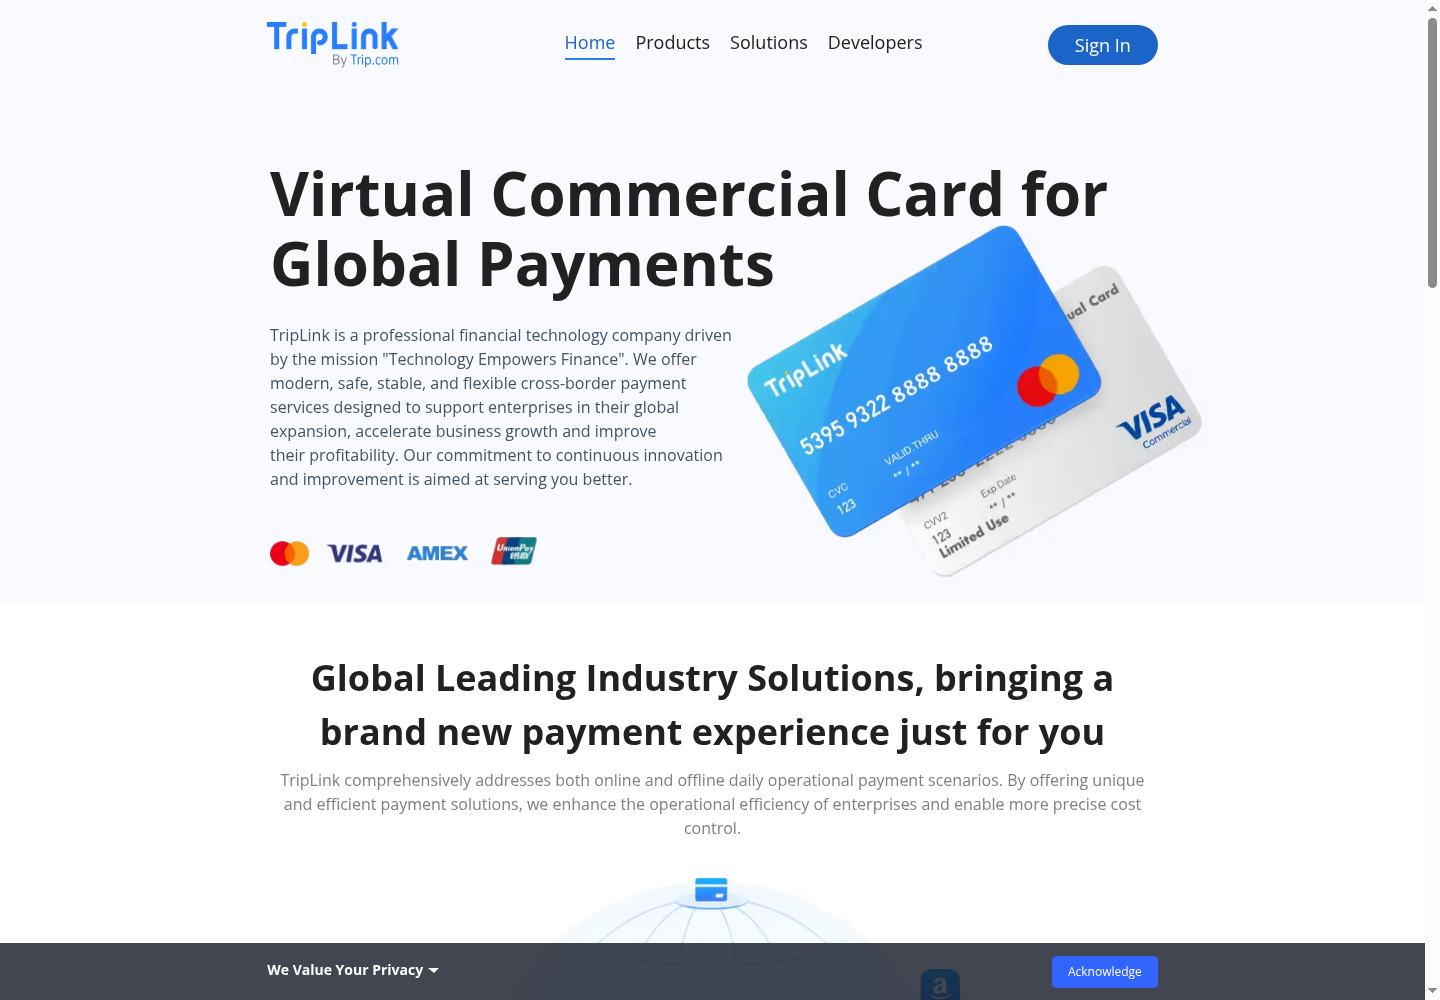 TripLink
By Trip.com
Home
Products
Solutions
Developers
Sign In
Virtual Commercial Card for
Global Payments
TripLink is a professional financial technology company driven
by the mission "Technology Empowers Finance". We offer
modern, safe, stable, and flexible cross-border payment
services designed to support enterprises in their global
expansion, accelerate business growth and improve
their profitability. Our commitment to continuous innovation
and improvement is aimed at serving you better.
TripLink
5395 9322 8888 8888
VALID.THRU
** / **
CVC
123
ual Card
VISA
Commercial
Exp.Date
** / **
CVV2
123
Limited Use
VISA
AMEX
UnionPay
银联
Global Leading Industry Solutions, bringing a
brand new payment experience just for you
TripLink comprehensively addresses both online and offline daily operational payment scenarios. By offering unique
and efficient payment solutions, we enhance the operational efficiency of enterprises and enable more precise cost
control.
We Value Your Privacy
Acknowledge